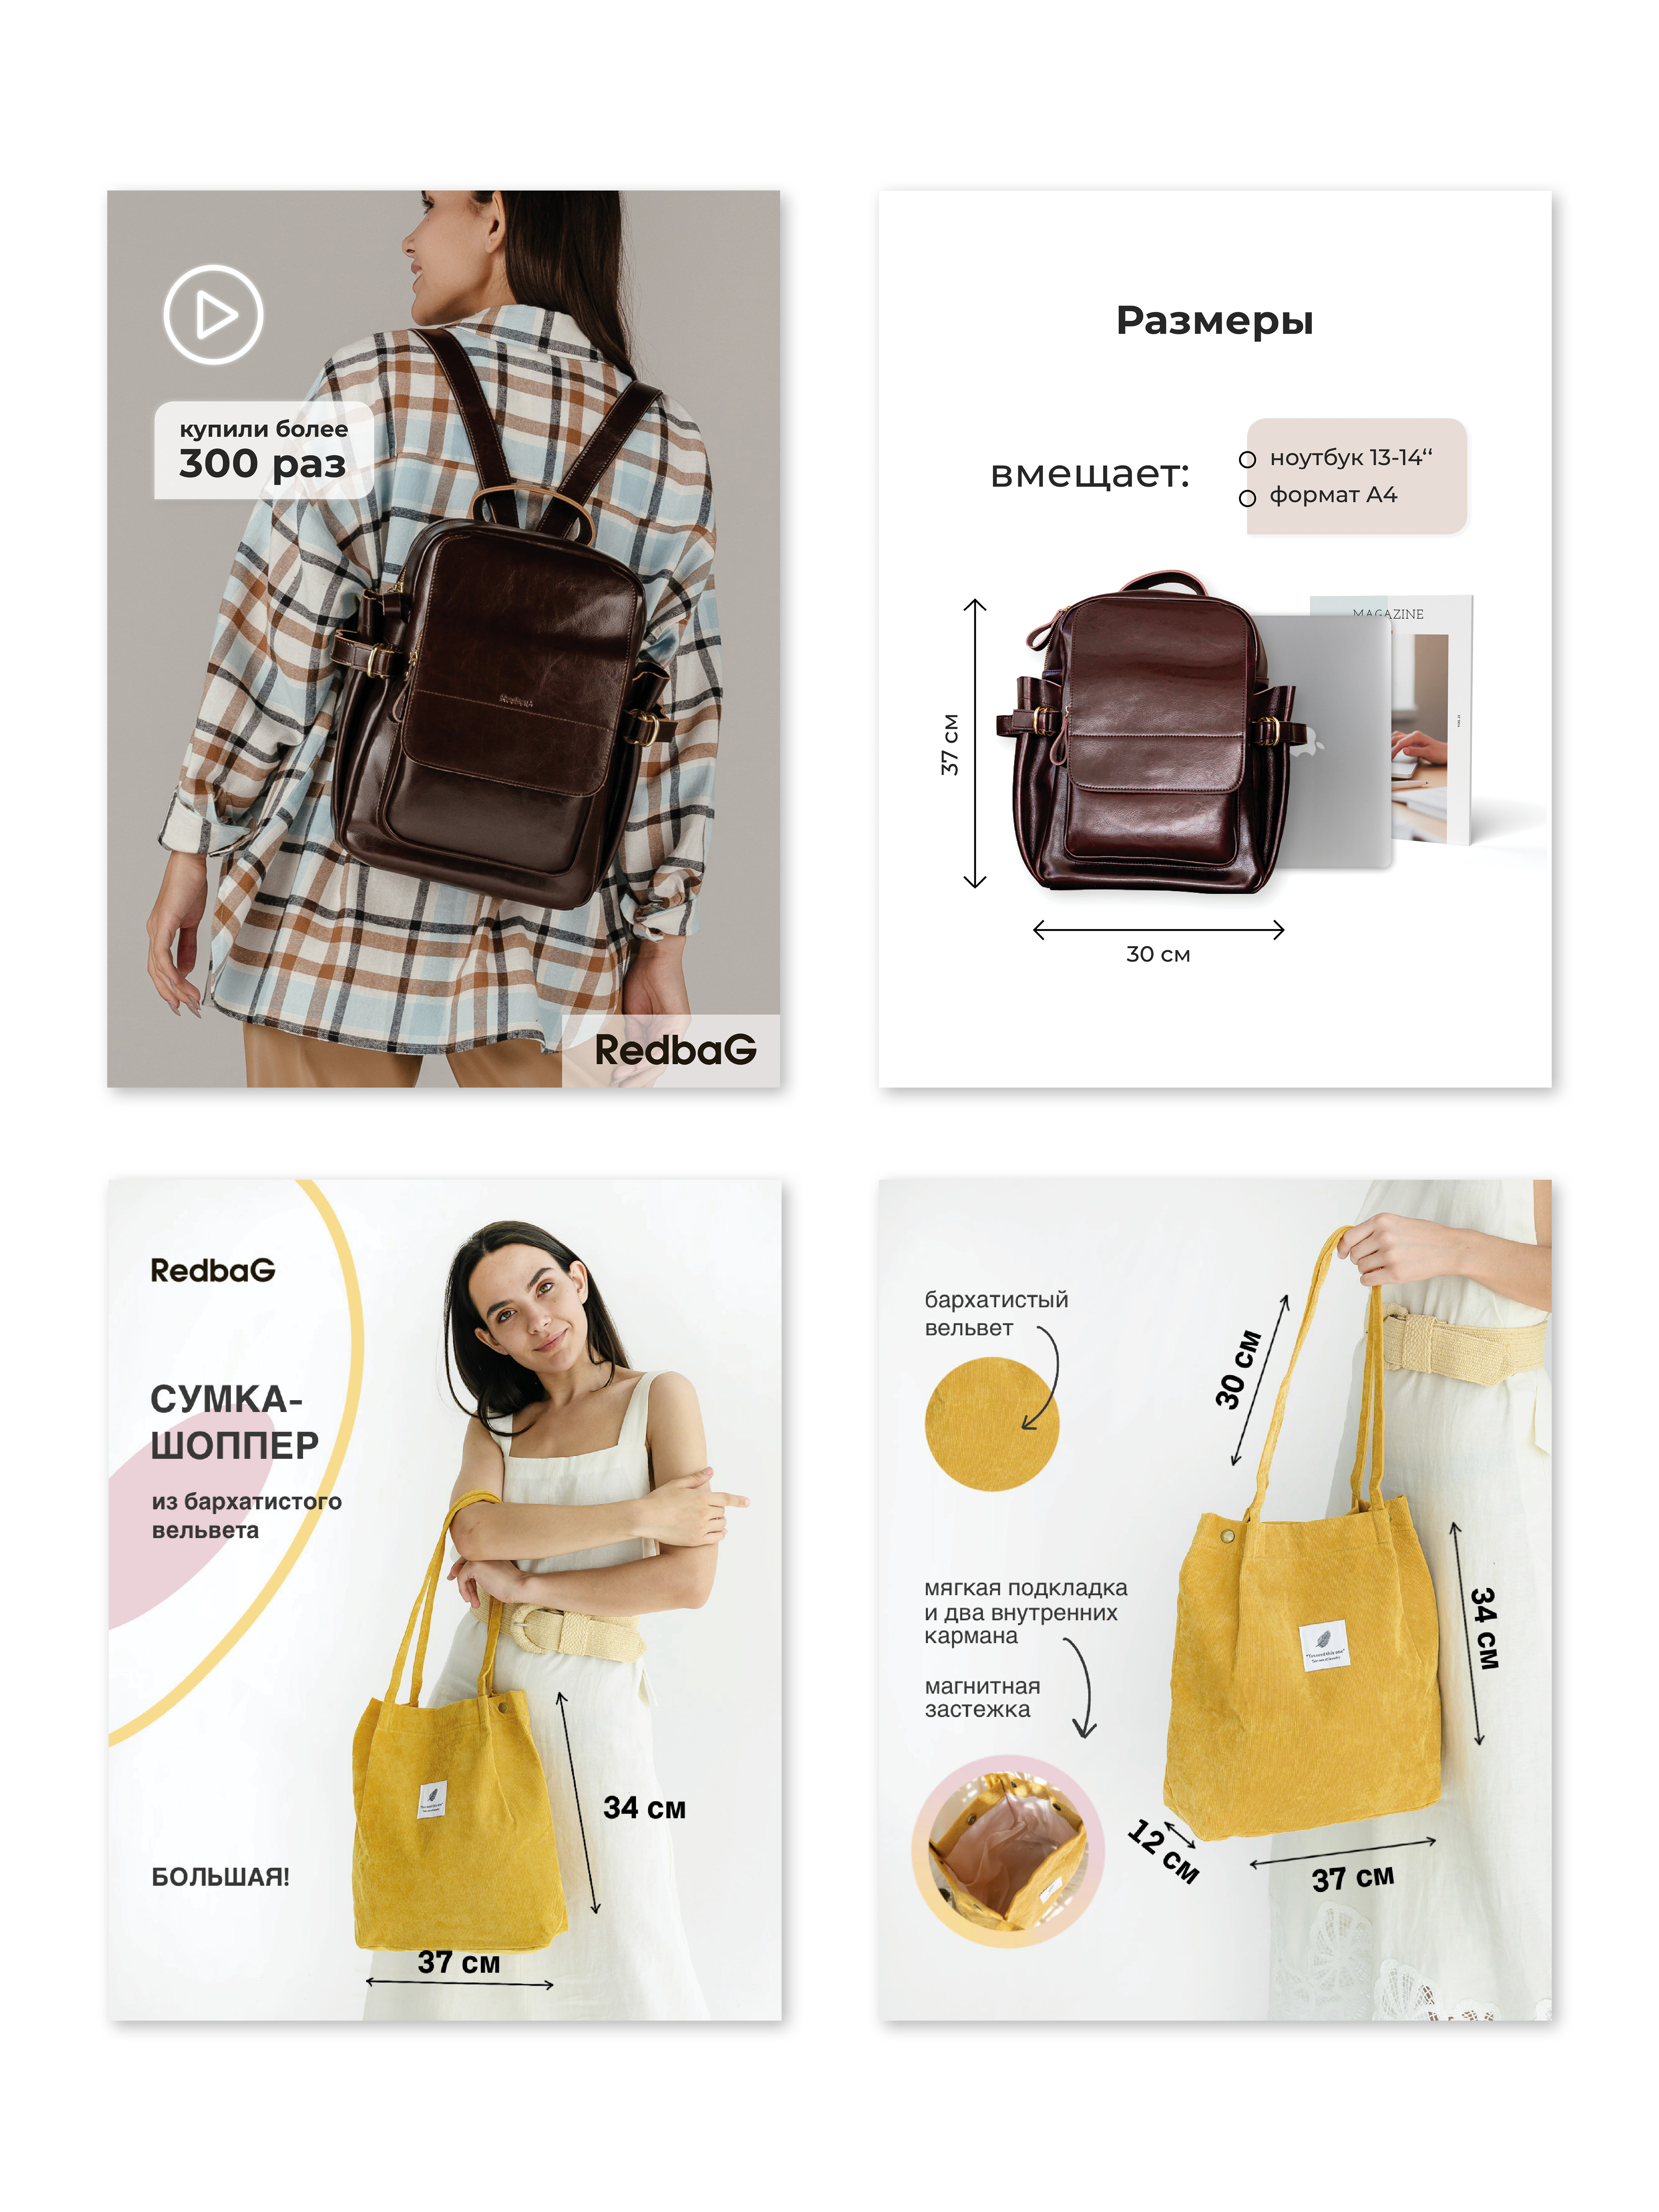 купили более
300 раз
RedbaG
Размеры
вмещает:
ноутбук 13-14“
формат А4
MAGAZINE
37 см
30 см
RedbaG
СУМКА-
ШОППЕР
из бархатистого
вельвета
34 см
БОЛЬШАЯ!
37 см
бархатистый
вельвет
30 см
34 см
мягкая подкладка
и два внутренних
кармана
магнитная
застежка
12 см
37 см